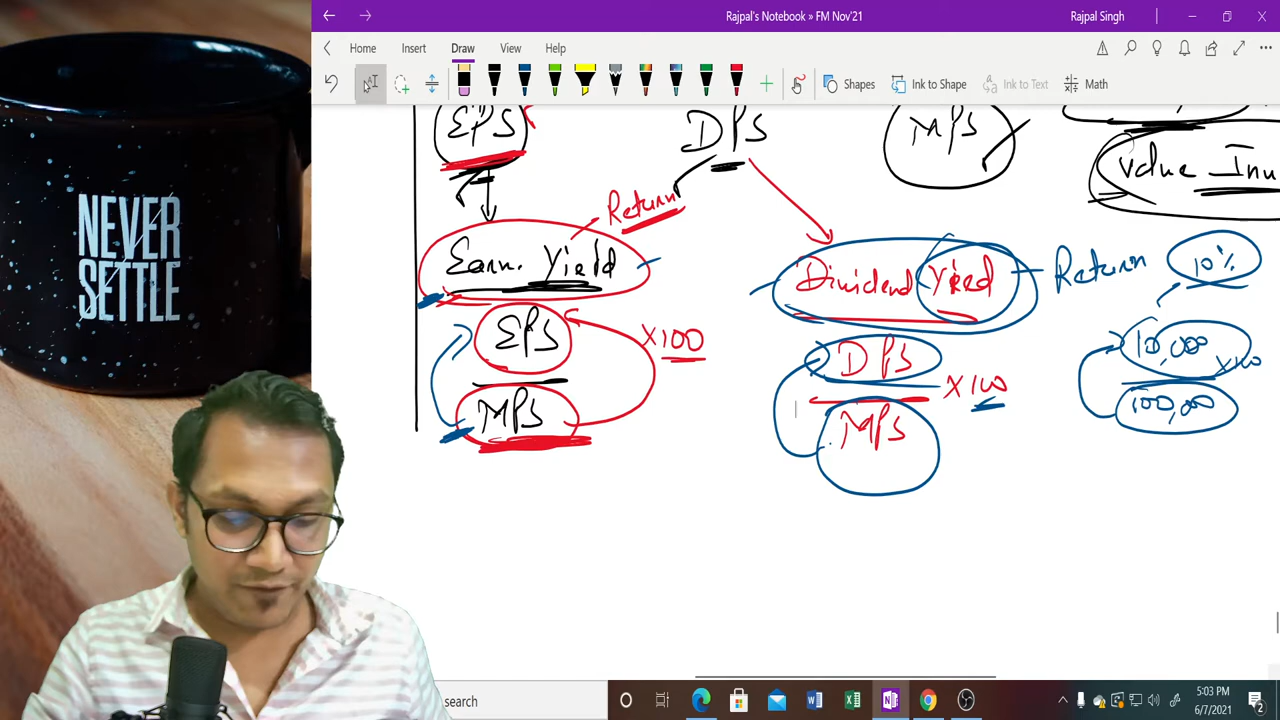 Rajpal's Notebook » FM Nov'21
Rajpal Singh
Home Insert Draw View Help
Shapes Ink to Shape Ink to Text Math
EPS
DPS
MPS
Value Inu
Return
Earn. Yield
Dividend Yield
Return
10%
EPS
MPS
X100
DPS
MPS
X100
10,000
X100
100,000
NEVER
SETTLE
search
5:03 PM
6/7/2021
2